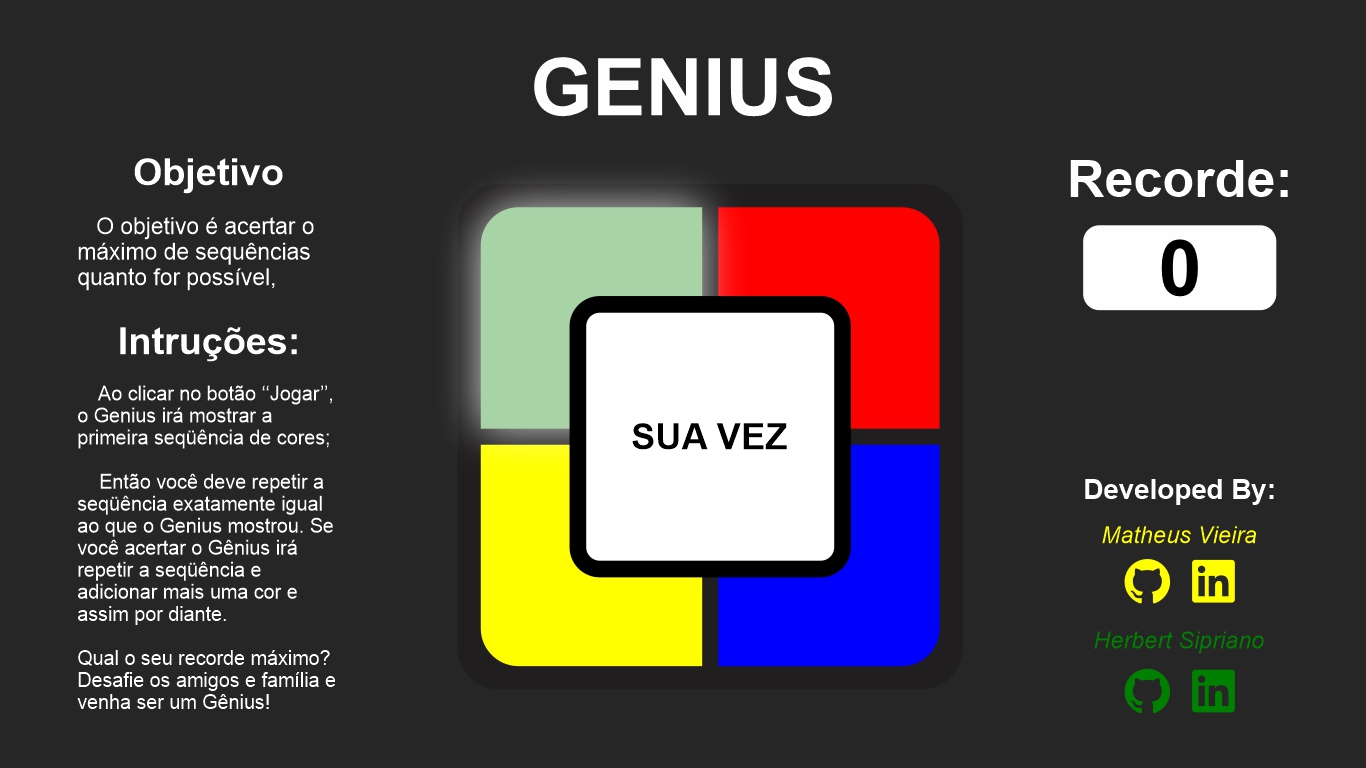 GENIUS
Objetivo
O objetivo é acertar o
máximo de sequências
quanto for possível,
Intruções:
Ao clicar no botão “Jogar”,
o Genius irá mostrar a
primeira seqüência de cores;
Então você deve repetir a
seqüência exatamente igual
ao que o Genius mostrou. Se
você acertar o Gênius irá
repetir a seqüência e
adicionar mais uma cor e
assim por diante.
Qual o seu recorde máximo?
Desafie os amigos e família e
venha ser um Gênius!
SUA VEZ
Recorde:
0
Developed By:
Matheus Vieira
in
Herbert Sipriano
in